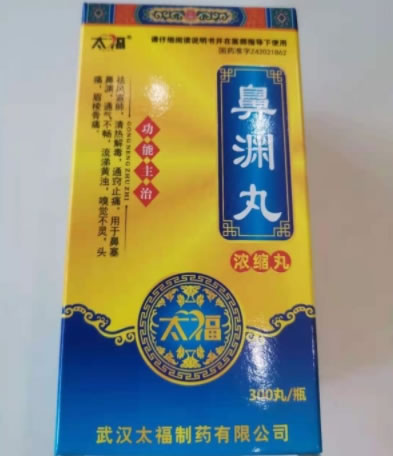 太福
请仔细阅读说明书并在医师指导下使用
国药准字Z42021862
鼻渊丸
浓缩丸
功能主治
GONG NENG ZHU ZHI
祛风宣肺，清热解毒，通窍止痛。用于鼻塞
鼻渊，通气不畅，流涕黄浊，嗅觉不灵，头
痛，眉棱骨痛。
太福
300丸/瓶
武汉太福制药有限公司